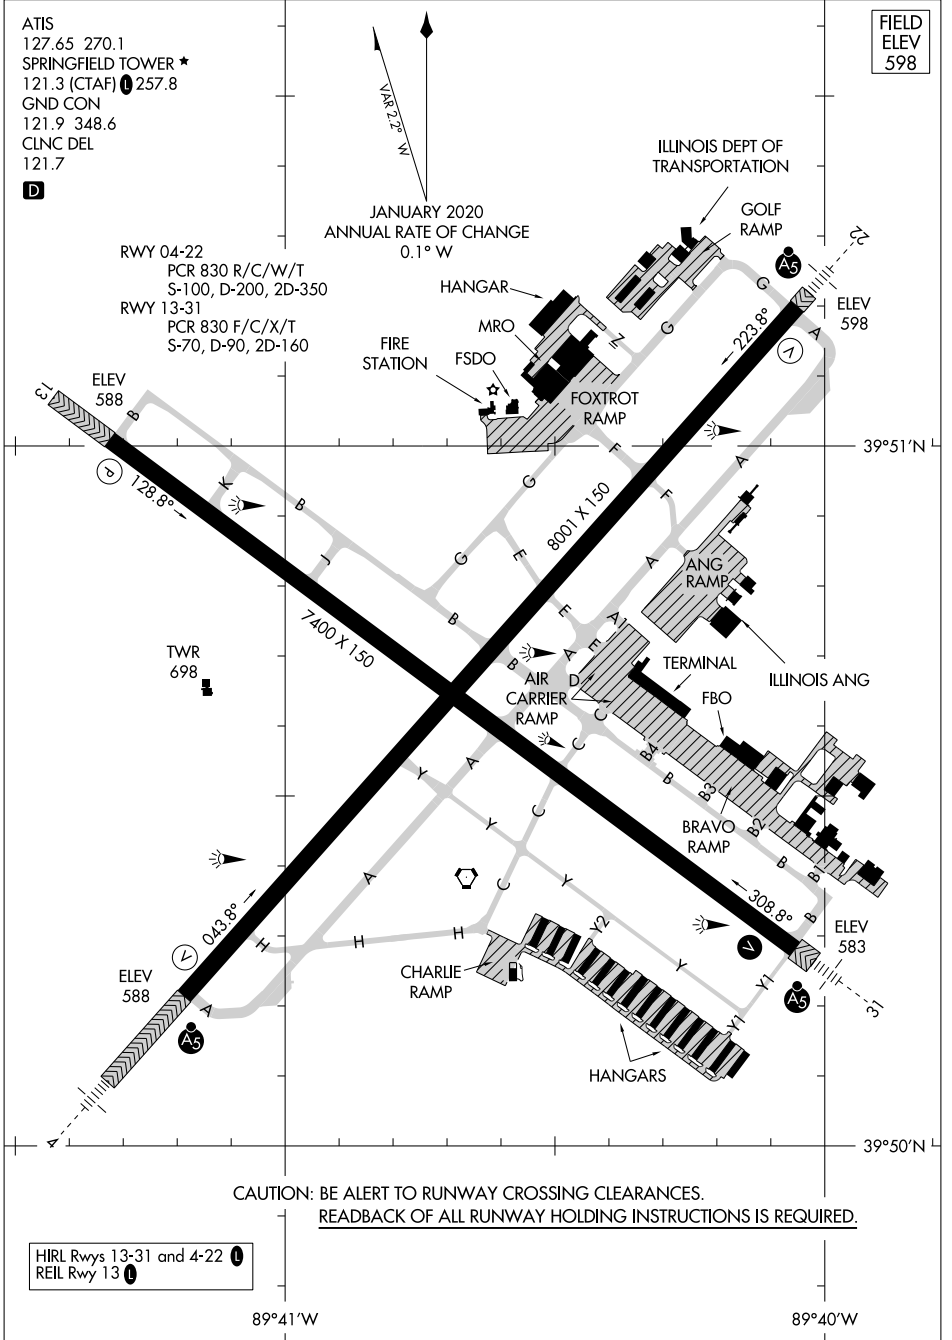 ATIS
127.65 270.1
SPRINGFIELD TOWER ★
121.3 (CTAF) L 257.8
GND CON
121.9 348.6
CLNC DEL
121.7
D
FIELD
ELEV
598
VAR 2.2° W
JANUARY 2020
ANNUAL RATE OF CHANGE
0.1° W
RWY 04-22
PCR 830 R/C/W/T
S-100, D-200, 2D-350
RWY 13-31
PCR 830 F/C/X/T
S-70, D-90, 2D-160
ILLINOIS DEPT OF
TRANSPORTATION
GOLF
RAMP
HANGAR
MRO
FIRE
STATION
FSDO
FOXTROT
RAMP
N
G
G
A5
22
ELEV
598
A
223.8°
V
13
ELEV
588
B
P
128.8°
K
B
J
G
G
F
F
A
39°51'N
8001 X 150
E
E
A
ANG
RAMP
7400 X 150
B
B
A1
E
A
D
TWR
698
AIR
CARRIER
RAMP
TERMINAL
ILLINOIS ANG
FBO
C
C
C
C
A
Y
Y
Y
B4
B
B3
BRAVO
RAMP
B2
B
B1
B
A
043.8°
V
H
H
H
308.8°
V
ELEV
583
ELEV
588
A
A5
CHARLIE
RAMP
Y2
Y
Y1
Y1
A5
31
HANGARS
4
39°50'N
CAUTION: BE ALERT TO RUNWAY CROSSING CLEARANCES.
READBACK OF ALL RUNWAY HOLDING INSTRUCTIONS IS REQUIRED.
HIRL Rwys 13-31 and 4-22 L
REIL Rwy 13 L
89°41'W
89°40'W